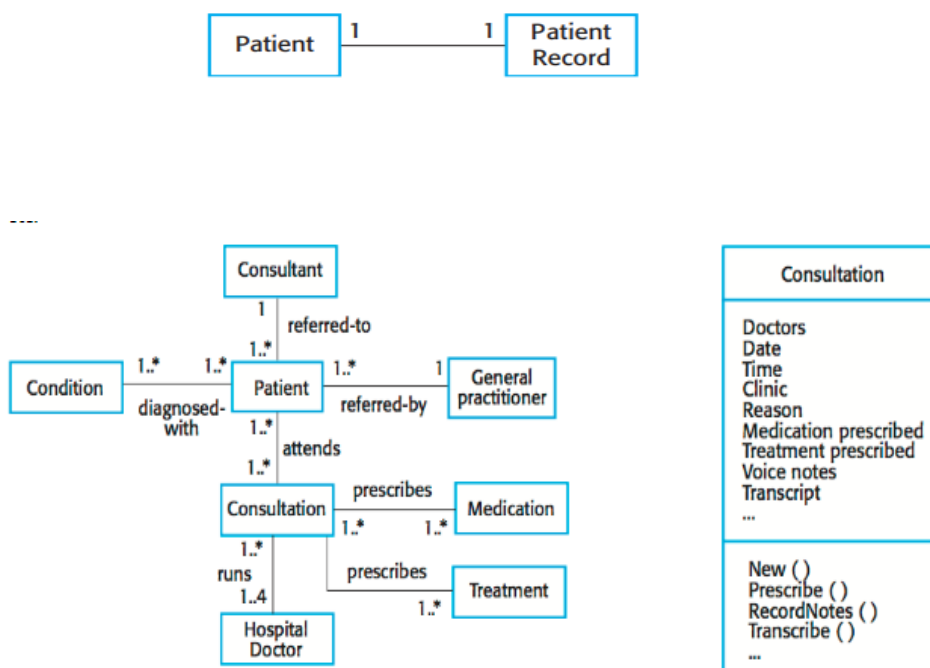 Patient
1
1
Patient
Record
Consultant
1
referred-to
1..*
Condition
1..*
1..*
diagnosed-
with
Patient
1..*
1
referred-by
General
practitioner
1..*
attends
1..*
Consultation
prescribes
1..*
1..*
Medication
1..*
runs
1..4
prescribes
1..*
Treatment
Hospital
Doctor
Consultation
Doctors
Date
Time
Clinic
Reason
Medication prescribed
Treatment prescribed
Voice notes
Transcript
...
New ( )
Prescribe ( )
RecordNotes ( )
Transcribe ( )
...